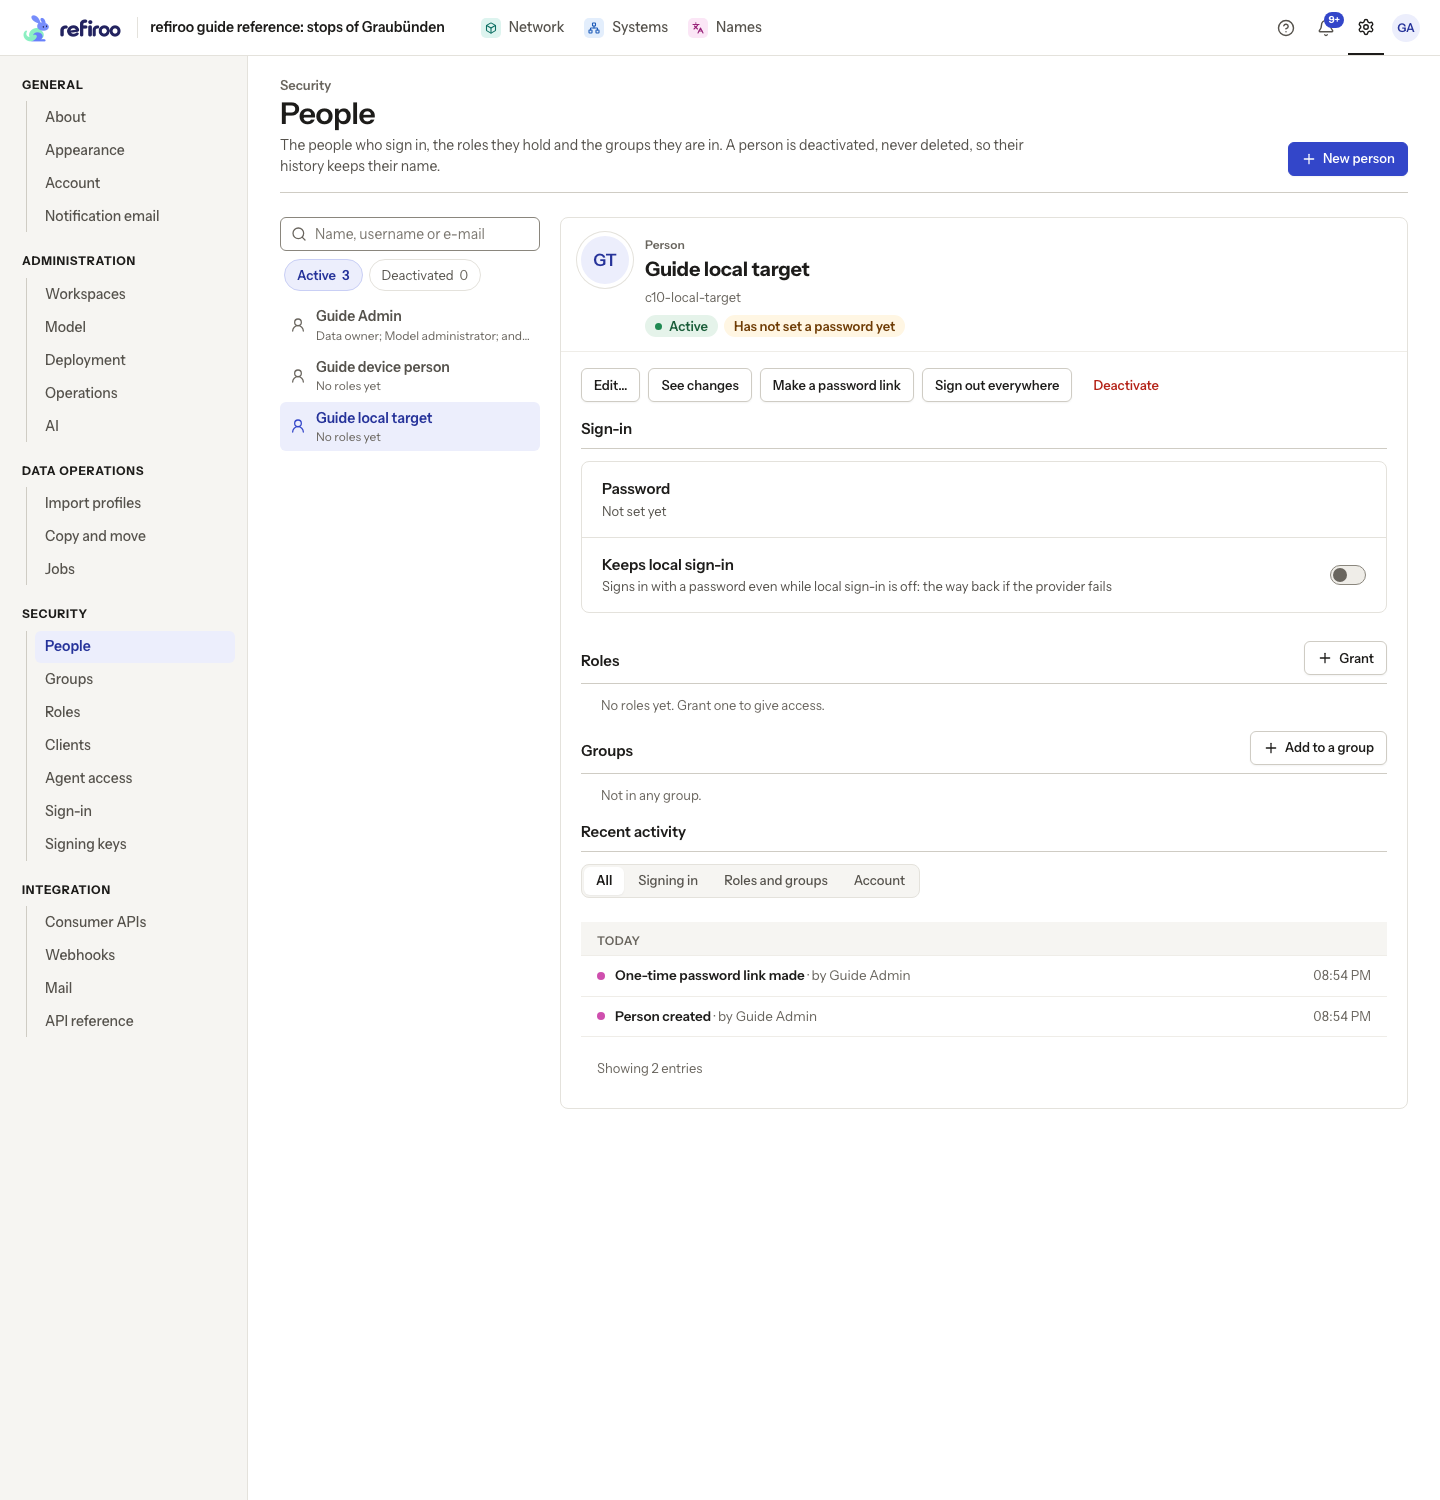 refiroo
refiroo guide reference: stops of Graubünden
Network
Systems
Names
9+
GA
GENERAL
About
Appearance
Account
Notification email
ADMINISTRATION
Workspaces
Model
Deployment
Operations
AI
DATA OPERATIONS
Import profiles
Copy and move
Jobs
SECURITY
People
Groups
Roles
Clients
Agent access
Sign-in
Signing keys
INTEGRATION
Consumer APIs
Webhooks
Mail
API reference
Security
People
The people who sign in, the roles they hold and the groups they are in. A person is deactivated, never deleted, so their
history keeps their name.
New person
Name, username or e-mail
Active 3
Deactivated 0
Guide Admin
Data owner; Model administrator; and...
Guide device person
No roles yet
Guide local target
No roles yet
GT
Person
Guide local target
c10-local-target
Active
Has not set a password yet
Edit...
See changes
Make a password link
Sign out everywhere
Deactivate
Sign-in
Password
Not set yet
Keeps local sign-in
Signs in with a password even while local sign-in is off: the way back if the provider fails
Roles
Grant
No roles yet. Grant one to give access.
Groups
Add to a group
Not in any group.
Recent activity
All
Signing in
Roles and groups
Account
TODAY
One-time password link made · by Guide Admin
08:54 PM
Person created · by Guide Admin
08:54 PM
Showing 2 entries